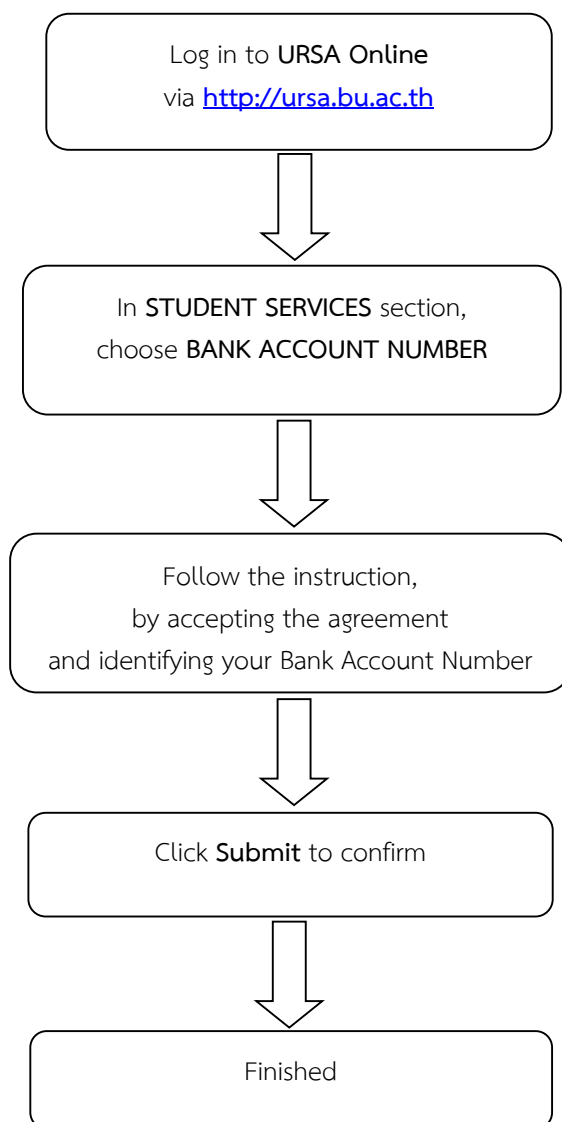 Log in to URSA Online
via http://ursa.bu.ac.th
In STUDENT SERVICES section,
choose BANK ACCOUNT NUMBER
Follow the instruction,
by accepting the agreement
and identifying your Bank Account Number
Click Submit to confirm
Finished